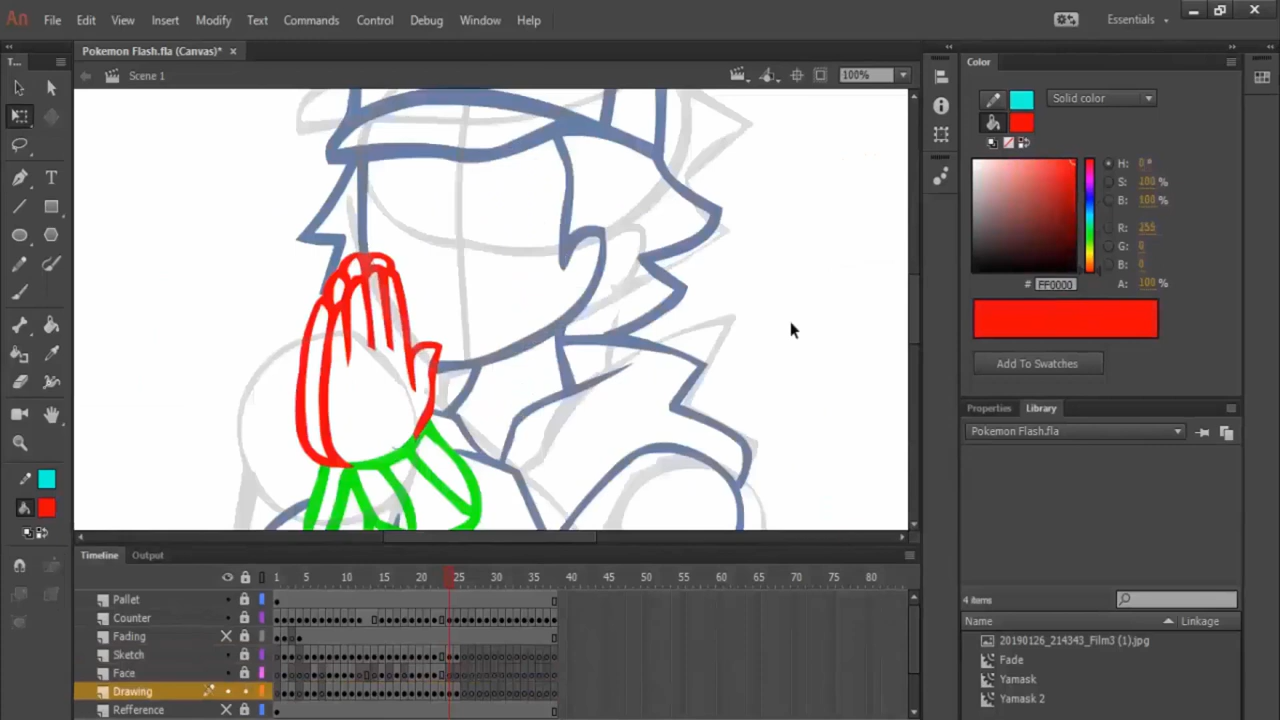 An File Edit View Insert Modify Text Commands Control Debug Window Help Essentials
Pokemon Flash.fla (Canvas)* ×
T...
Color
Scene 1 100%
Solid color
H: 0 °
S: 100 %
B: 100 %
R: 255
G: 0
B: 0
# FF0000 A: 100 %
Add To Swatches
Properties Library
Pokemon Flash.fla
Timeline Output
1 5 10 15 20 25 30 35 40 45 50 55 60 65 70 75 80
Pallet
Counter
Fading
Sketch
Face
Drawing
Refference
4 items
Name Linkage
20190126_214343_Film3 (1).jpg
Fade
Yamask
Yamask 2